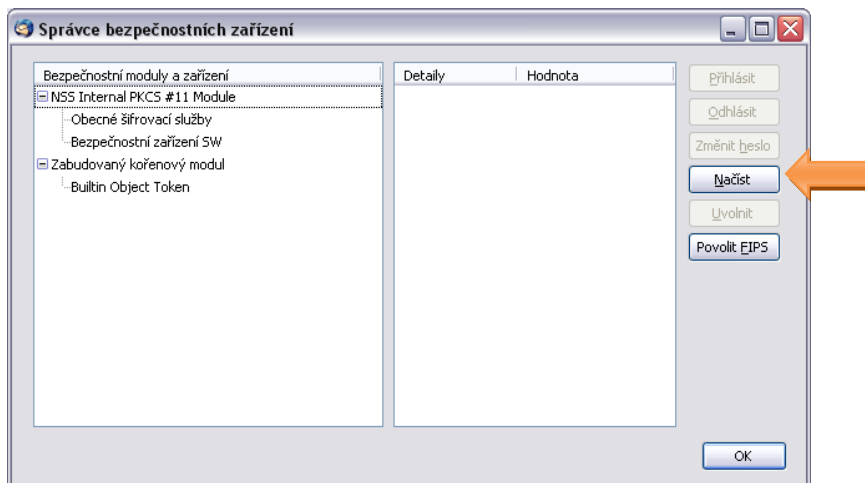 Správce bezpečnostních zařízení
Bezpečnostní moduly a zařízení
Detaily
Hodnota
NSS Internal PKCS #11 Module
Obecné šifrovací služby
Bezpečnostní zařízení SW
Zabudovaný kořenový modul
Builtin Object Token
Přihlásit
Odhlásit
Změnit heslo
Načíst
Uvolnit
Povolit FIPS
OK